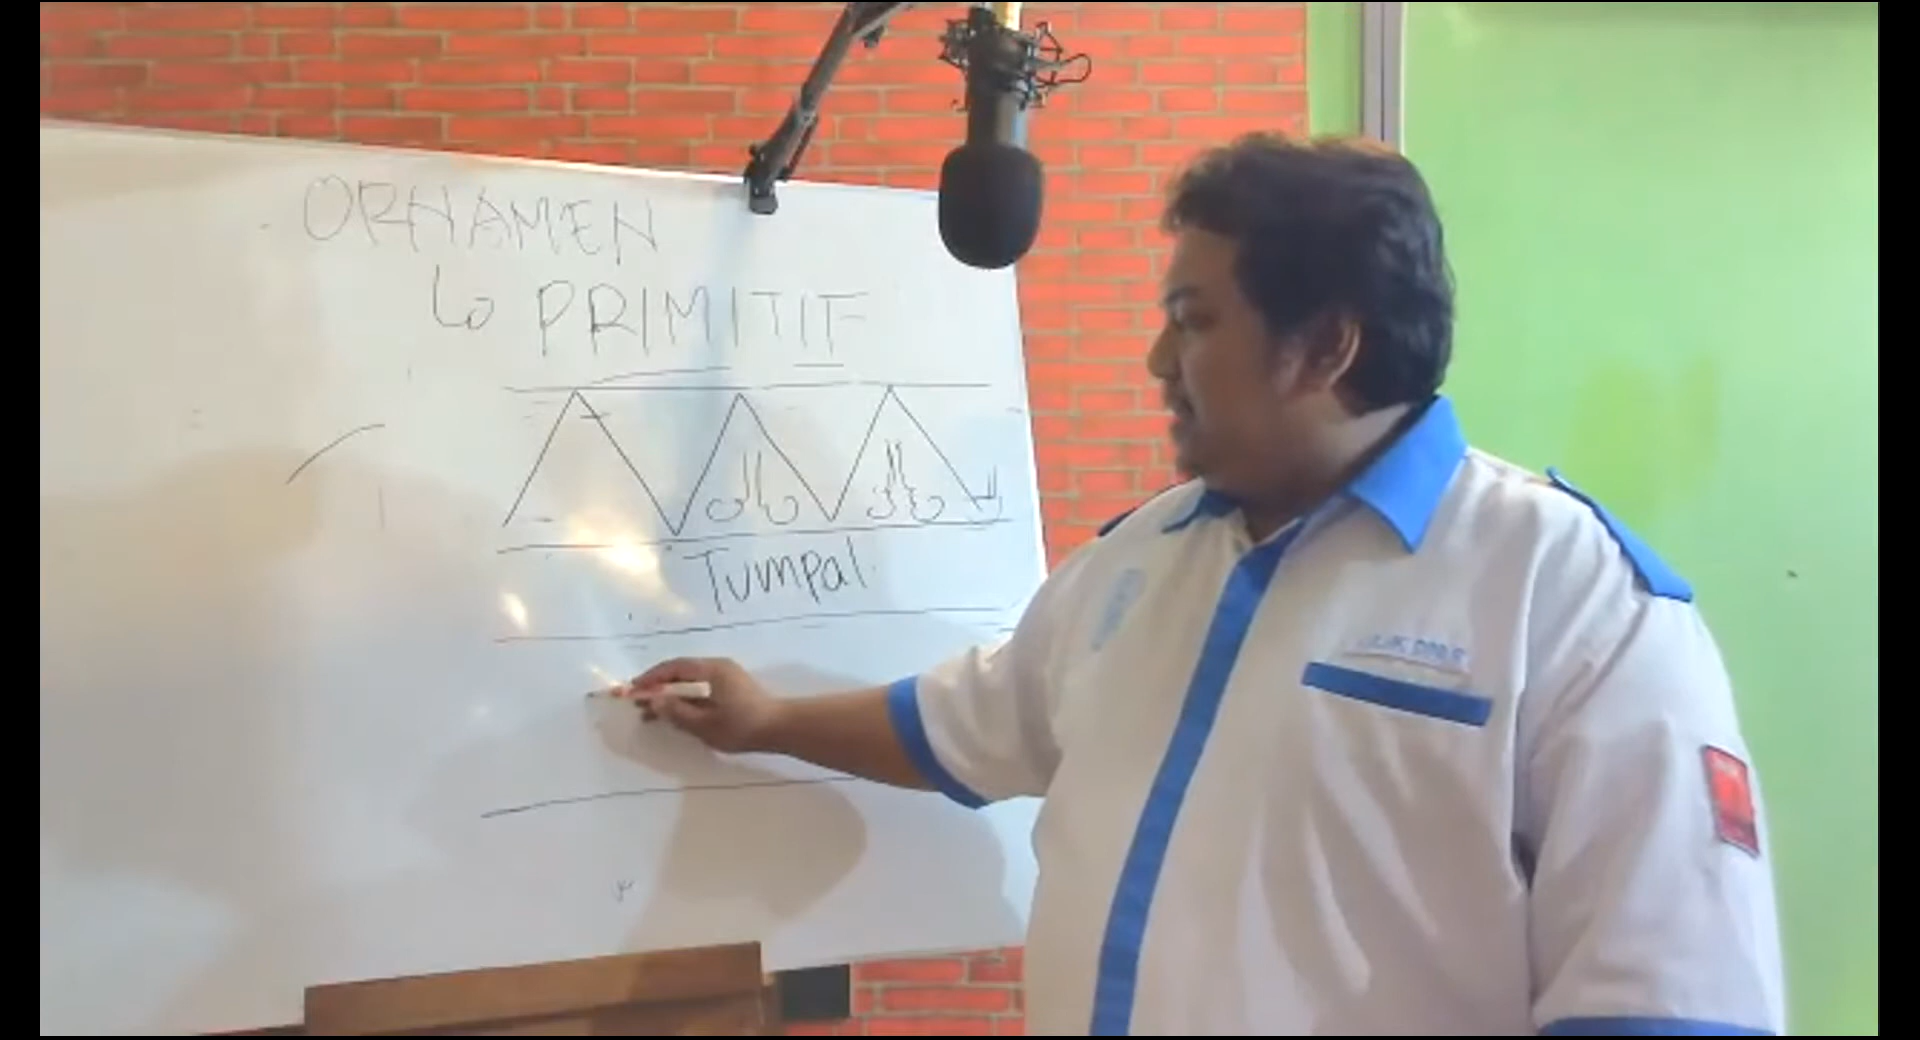 ORNAMEN
↳ PRIMITIF
Tumpal.